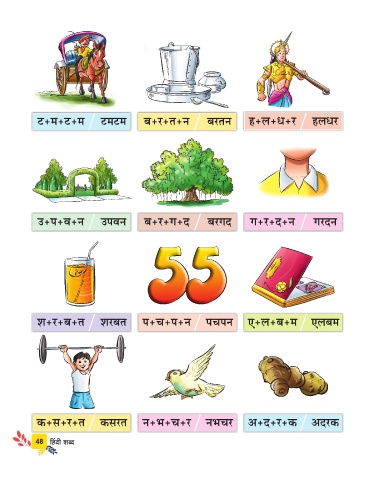 ट+म+ट+म / टमटम
ब+र+त+न / बरतन
ह+ल+ध+र / हलधर
उ+प+व+न / उपवन
ब+र+ग+द / बरगद
ग+र+द+न / गरदन
55
श+र+ब+त / शरबत
प+च+प+न / पचपन
ए+ल+ब+म / एलबम
क+स+र+त / कसरत
न+भ+च+र / नभचर
अ+द+र+क / अदरक
48 हिंदी शब्द